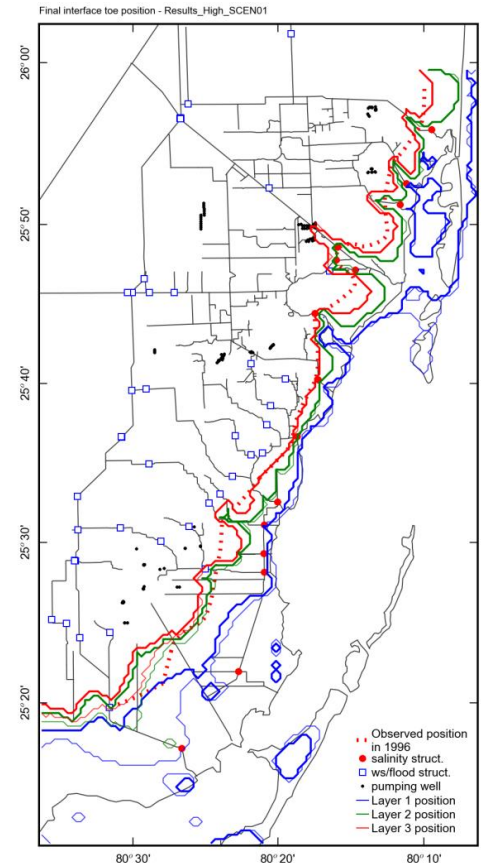 Final interface toe position - Results_High_SCEN01
26° 00'
25° 50'
25° 40'
25° 30'
25° 20'
Observed position
in 1996
salinity struct.
ws/flood struct.
pumping well
Layer 1 position
Layer 2 position
Layer 3 position
80° 30'
80° 20'
80° 10'